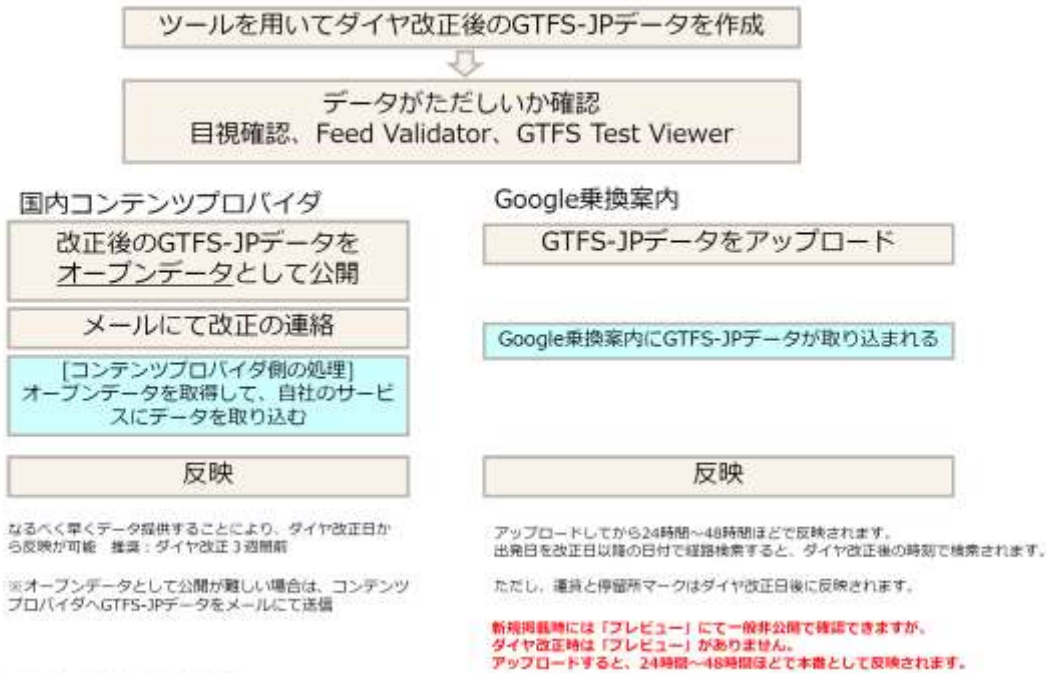 ツールを用いてダイヤ改正後のGTFS-JPデータを作成
データがただしいか確認
目視確認、Feed Validator、GTFS Test Viewer
国内コンテンツプロバイダ
改正後のGTFS-JPデータを
オープンデータとして公開
メールにて改正の連絡
[コンテンツプロバイダ側の処理]
オープンデータを取得して、自社のサービ
スにデータを取り込む
反映
なるべく早くデータ提供することにより、ダイヤ改正日か
ら反映が可能 推奨：ダイヤ改正３週間前
※オープンデータとして公開が難しい場合は、コンテンツ
プロバイダへGTFS-JPデータをメールにて送信
Google乗換案内
GTFS-JPデータをアップロード
Google乗換案内にGTFS-JPデータが取り込まれる
反映
アップロードしてから24時間～48時間ほどで反映されます。
出発日を改正日以降の日付で経路検索すると、ダイヤ改正後の時刻で検索されます。
ただし、運賃と停留所マークはダイヤ改正日後に反映されます。
新規掲載時には「プレビュー」にて一般非公開で確認できますが、
ダイヤ改正時は「プレビュー」がありません。
アップロードすると、24時間～48時間ほどで本番として反映されます。